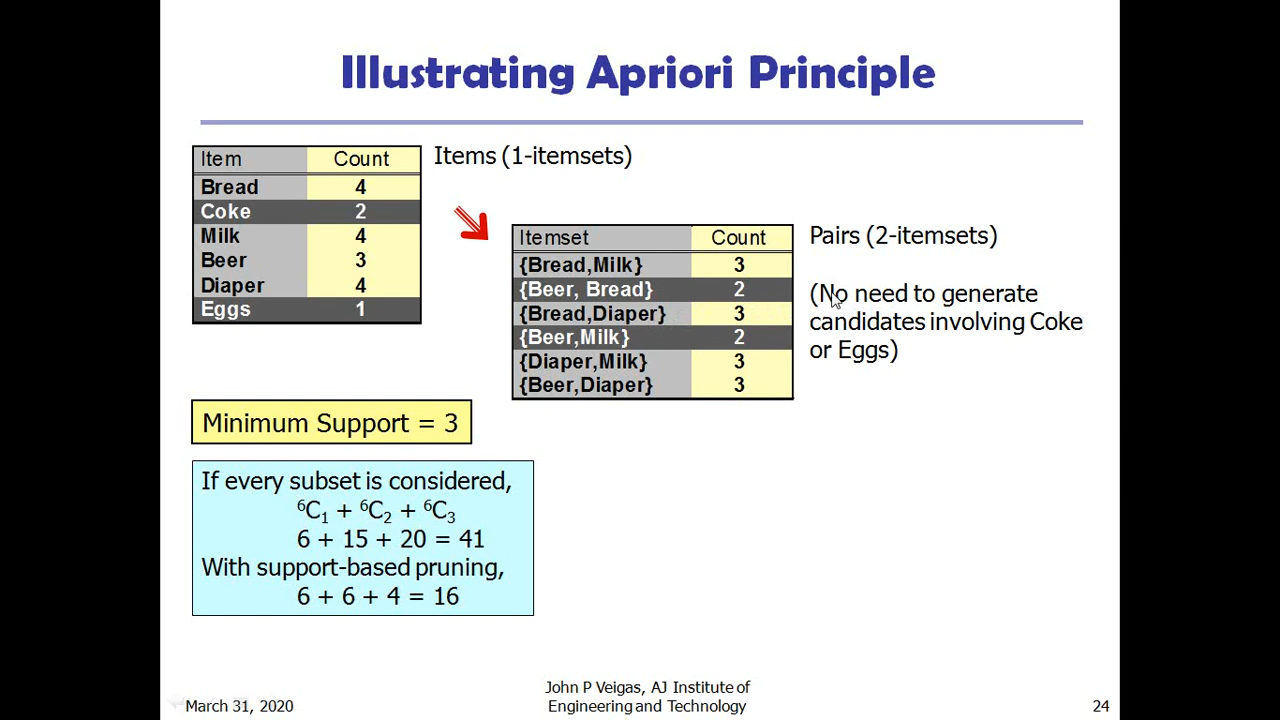 Illustrating Apriori Principle
Item Count
Bread 4
Coke 2
Milk 4
Beer 3
Diaper 4
Eggs 1
Items (1-itemsets)
Itemset Count
{Bread,Milk} 3
{Beer, Bread} 2
{Bread,Diaper} 3
{Beer,Milk} 2
{Diaper,Milk} 3
{Beer,Diaper} 3
Pairs (2-itemsets)
(No need to generate
candidates involving Coke
or Eggs)
Minimum Support = 3
If every subset is considered,
⁶C₁ + ⁶C₂ + ⁶C₃
6 + 15 + 20 = 41
With support-based pruning,
6 + 6 + 4 = 16
March 31, 2020
John P Veigas, AJ Institute of
Engineering and Technology
24